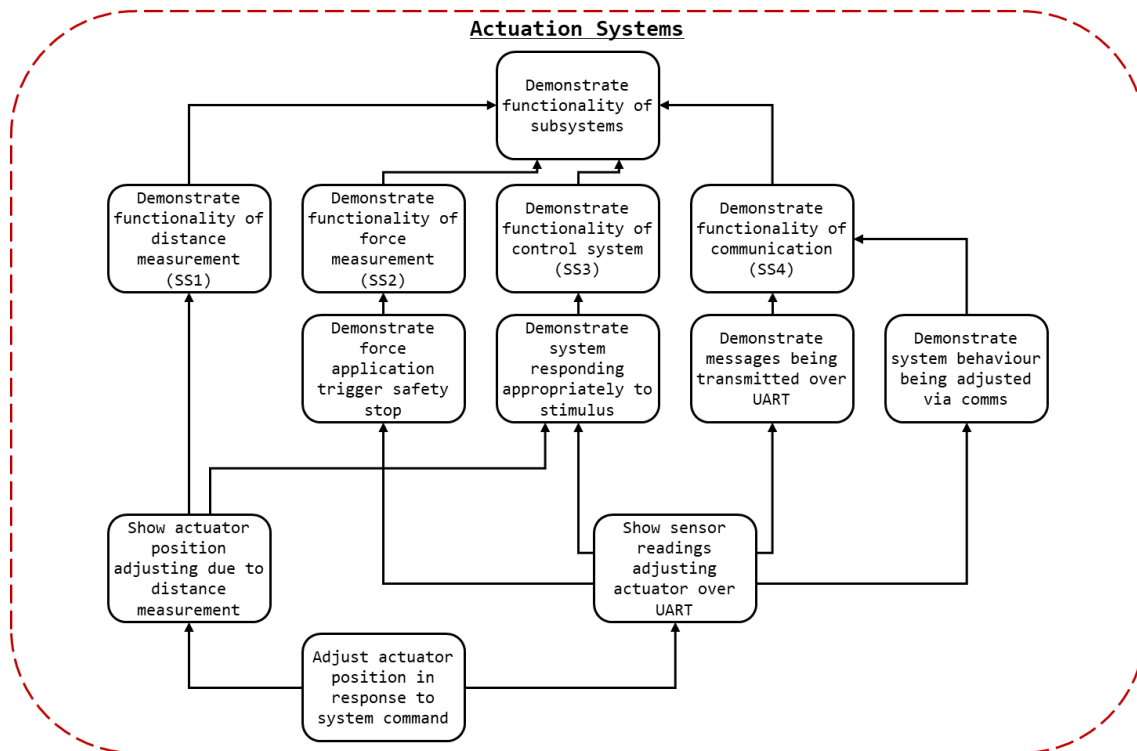 Actuation Systems
Demonstrate
functionality of
subsystems
Demonstrate
functionality of
distance
measurement
(SS1)
Demonstrate
functionality of
force
measurement
(SS2)
Demonstrate
functionality of
control system
(SS3)
Demonstrate
functionality of
communication
(SS4)
Demonstrate
force
application
trigger safety
stop
Demonstrate
system
responding
appropriately to
stimulus
Demonstrate
messages being
transmitted over
UART
Demonstrate
system behaviour
being adjusted
via comms
Show actuator
position
adjusting due to
distance
measurement
Show sensor
readings
adjusting
actuator over
UART
Adjust actuator
position in
response to
system command